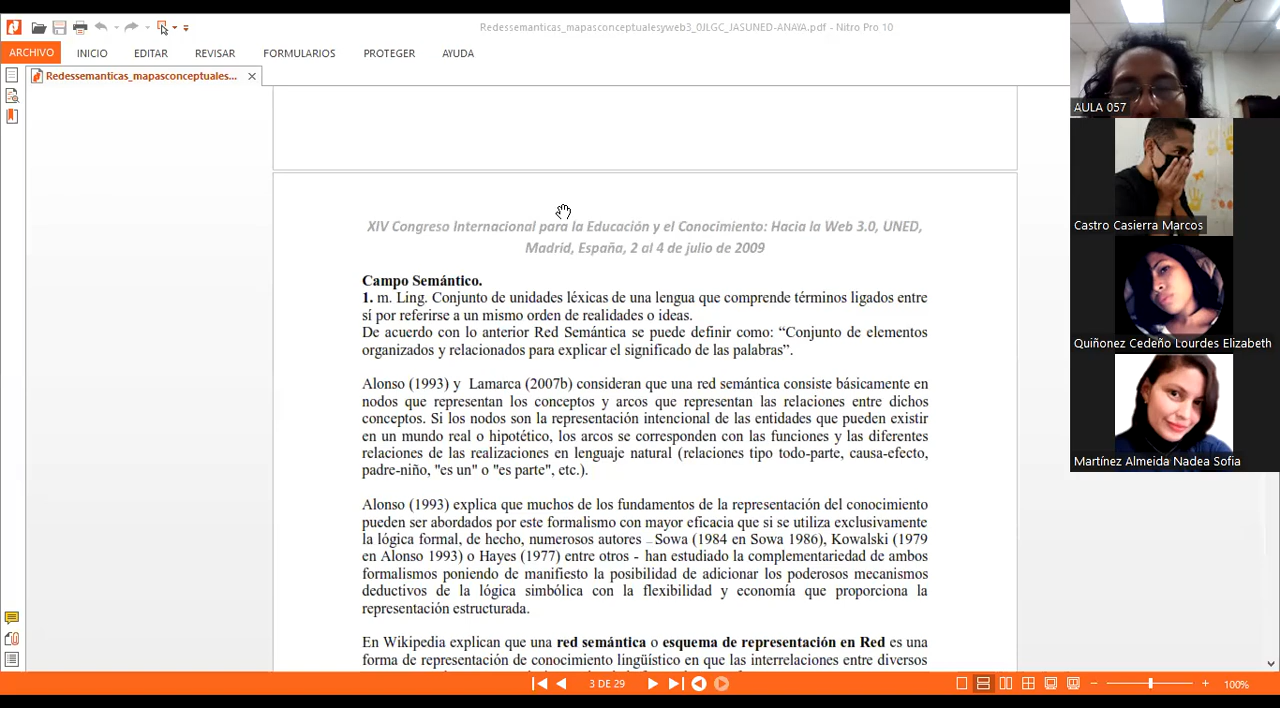 Redessemanticas_mapasconceptualesyweb3_0JLGC_JASUNED-ANAYA.pdf - Nitro Pro 10
ARCHIVO INICIO EDITAR REVISAR FORMULARIOS PROTEGER AYUDA
Redessemanticas_mapasconceptuales...
XIV Congreso Internacional para la Educación y el Conocimiento: Hacia la Web 3.0, UNED,
Madrid, España, 2 al 4 de julio de 2009
Campo Semántico.
1. m. Ling. Conjunto de unidades léxicas de una lengua que comprende términos ligados entre
sí por referirse a un mismo orden de realidades o ideas.
De acuerdo con lo anterior Red Semántica se puede definir como: “Conjunto de elementos
organizados y relacionados para explicar el significado de las palabras”.
Alonso (1993) y Lamarca (2007b) consideran que una red semántica consiste básicamente en
nodos que representan los conceptos y arcos que representan las relaciones entre dichos
conceptos. Si los nodos son la representación intencional de las entidades que pueden existir
en un mundo real o hipotético, los arcos se corresponden con las funciones y las diferentes
relaciones de las realizaciones en lenguaje natural (relaciones tipo todo-parte, causa-efecto,
padre-niño, "es un" o "es parte", etc.).
Alonso (1993) explica que muchos de los fundamentos de la representación del conocimiento
pueden ser abordados por este formalismo con mayor eficacia que si se utiliza exclusivamente
la lógica formal, de hecho, numerosos autores - Sowa (1984 en Sowa 1986), Kowalski (1979
en Alonso 1993) o Hayes (1977) entre otros - han estudiado la complementariedad de ambos
formalismos poniendo de manifiesto la posibilidad de adicionar los poderosos mecanismos
deductivos de la lógica simbólica con la flexibilidad y economía que proporciona la
representación estructurada.
En Wikipedia explican que una red semántica o esquema de representación en Red es una
forma de representación de conocimiento lingüístico en que las interrelaciones entre diversos
3 DE 29
100%
AULA 057
Castro Casierra Marcos
Quiñonez Cedeño Lourdes Elizabeth
Martínez Almeida Nadea Sofia